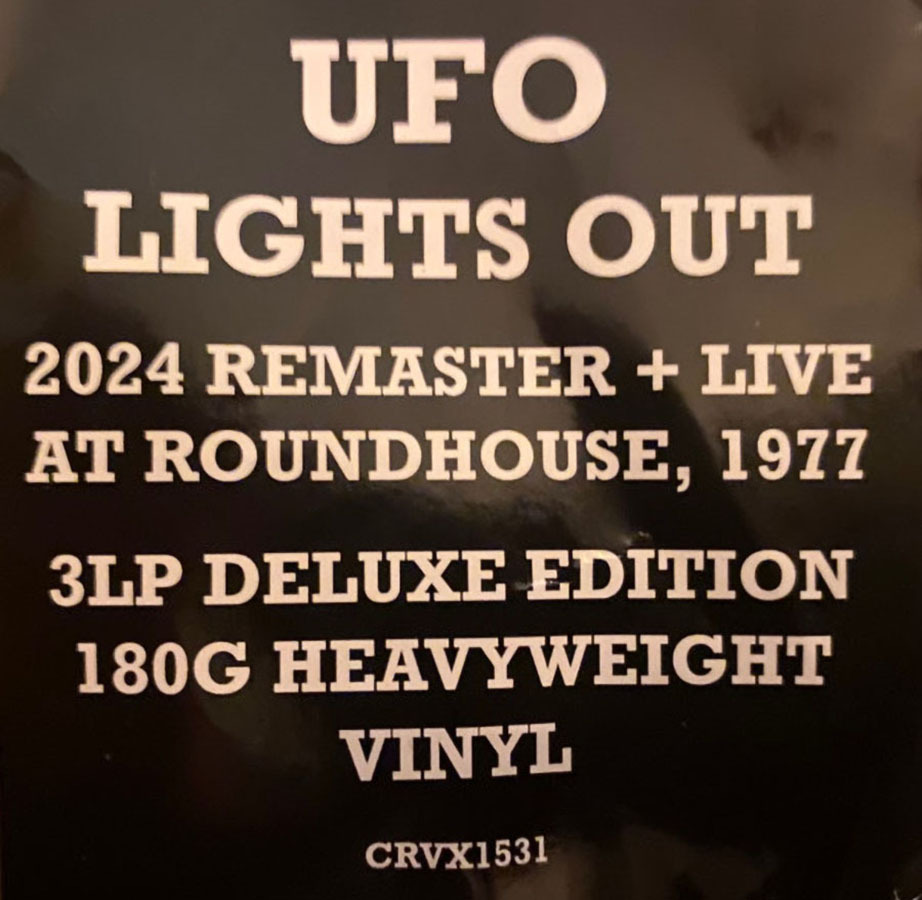 UFO
LIGHTS OUT
2024 REMASTER + LIVE
AT ROUNDHOUSE, 1977
3LP DELUXE EDITION
180G HEAVYWEIGHT
VINYL
CRVX1531